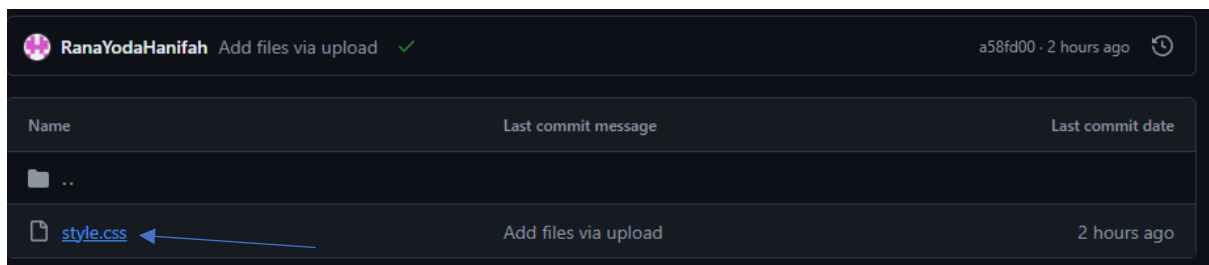 RanaYodaHanifah Add files via upload a58fd00 · 2 hours ago
Name Last commit message Last commit date
..
style.css Add files via upload 2 hours ago